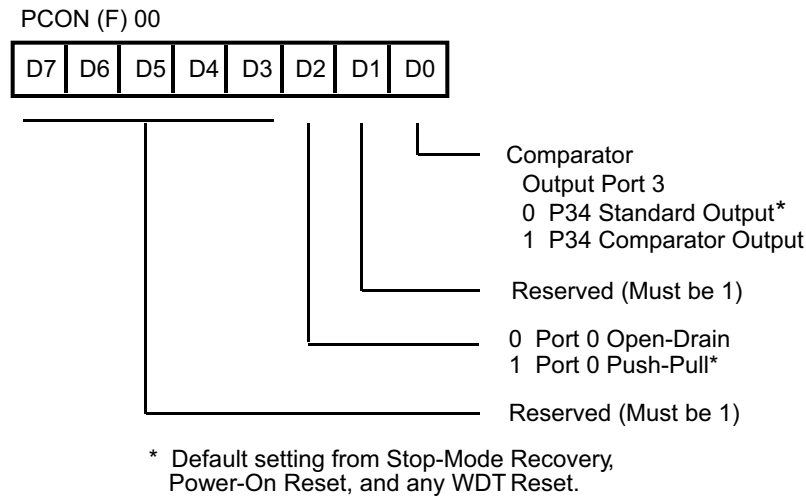 PCON (F) 00
D7 D6 D5 D4 D3 D2 D1 D0
Comparator
Output Port 3
0 P34 Standard Output*
1 P34 Comparator Output
Reserved (Must be 1)
0 Port 0 Open-Drain
1 Port 0 Push-Pull*
Reserved (Must be 1)
* Default setting from Stop-Mode Recovery,
Power-On Reset, and any WDT Reset.